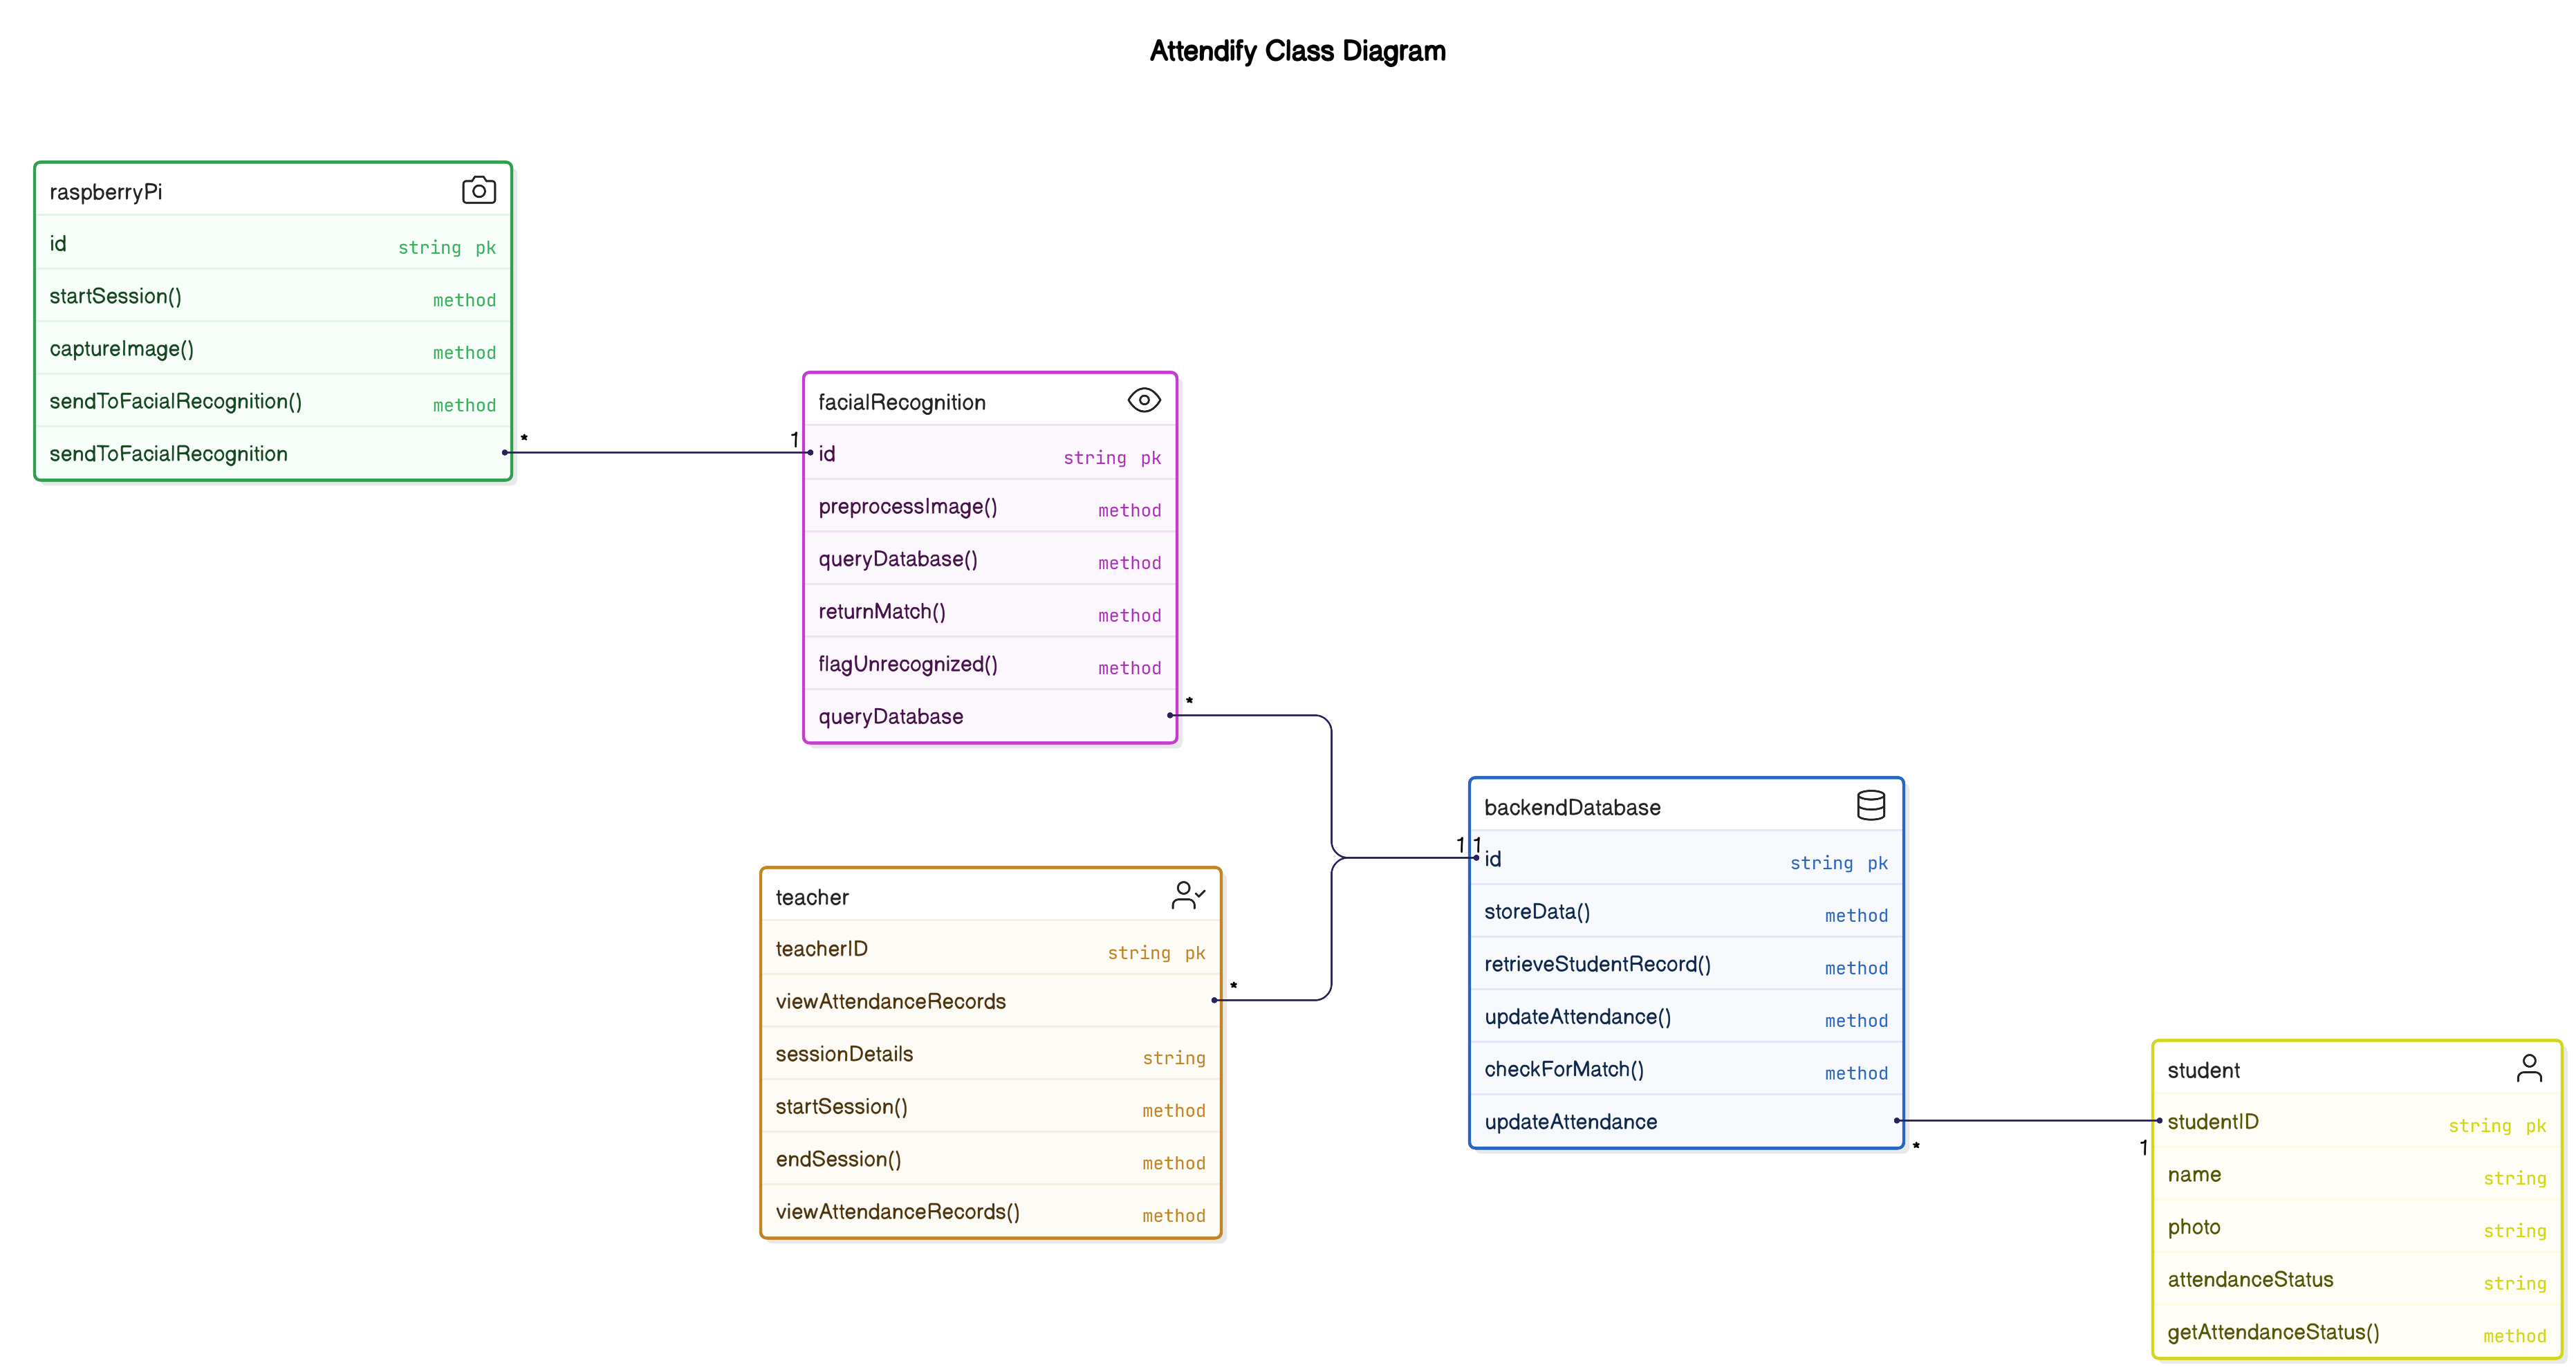 Attendify Class Diagram
raspberryPi
id string pk
startSession() method
captureImage() method
sendToFacialRecognition() method
sendToFacialRecognition
* 1
facialRecognition
id string pk
preprocessImage() method
queryDatabase() method
returnMatch() method
flagUnrecognized() method
queryDatabase
*
teacher
teacherID string pk
viewAttendanceRecords
*
sessionDetails string
startSession() method
endSession() method
viewAttendanceRecords() method
backendDatabase
1 1
id string pk
storeData() method
retrieveStudentRecord() method
updateAttendance() method
checkForMatch() method
updateAttendance
* 1
student
studentID string pk
name string
photo string
attendanceStatus string
getAttendanceStatus() method